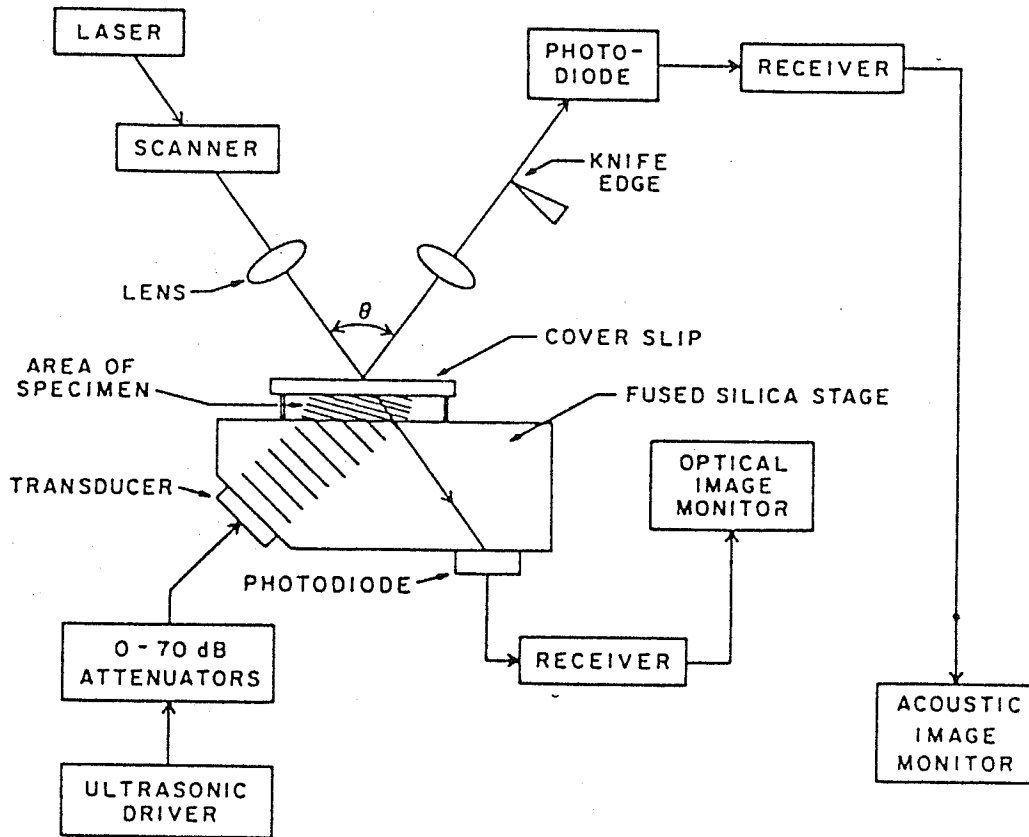 LASER
SCANNER
LENS
θ
PHOTO-
DIODE
RECEIVER
KNIFE
EDGE
COVER SLIP
AREA OF
SPECIMEN
FUSED SILICA STAGE
TRANSDUCER
OPTICAL
IMAGE
MONITOR
PHOTODIODE
0-70 dB
ATTENUATORS
RECEIVER
ULTRASONIC
DRIVER
ACOUSTIC
IMAGE
MONITOR